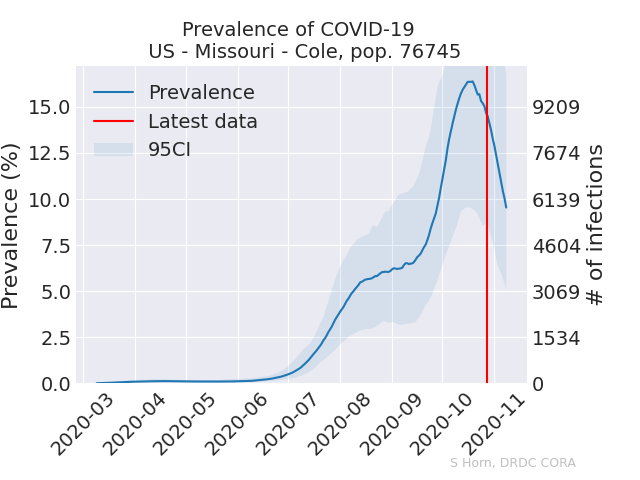 Prevalence of COVID-19
US - Missouri - Cole, pop. 76745
Prevalence
Latest data
95CI
Prevalence (%)
15.0
12.5
10.0
7.5
5.0
2.5
0.0
9209
7674
6139
4604
3069
1534
0
# of infections
2020-03
2020-04
2020-05
2020-06
2020-07
2020-08
2020-09
2020-10
2020-11
S Horn, DRDC CORA